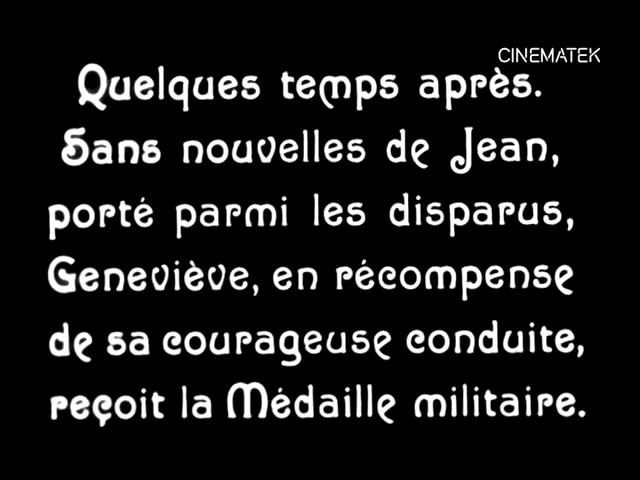 CINEMATEK
Quelques temps après.
Sans nouvelles de Jean,
porté parmi les disparus,
Geneviève, en récompense
de sa courageuse conduite,
reçoit la Médaille militaire.